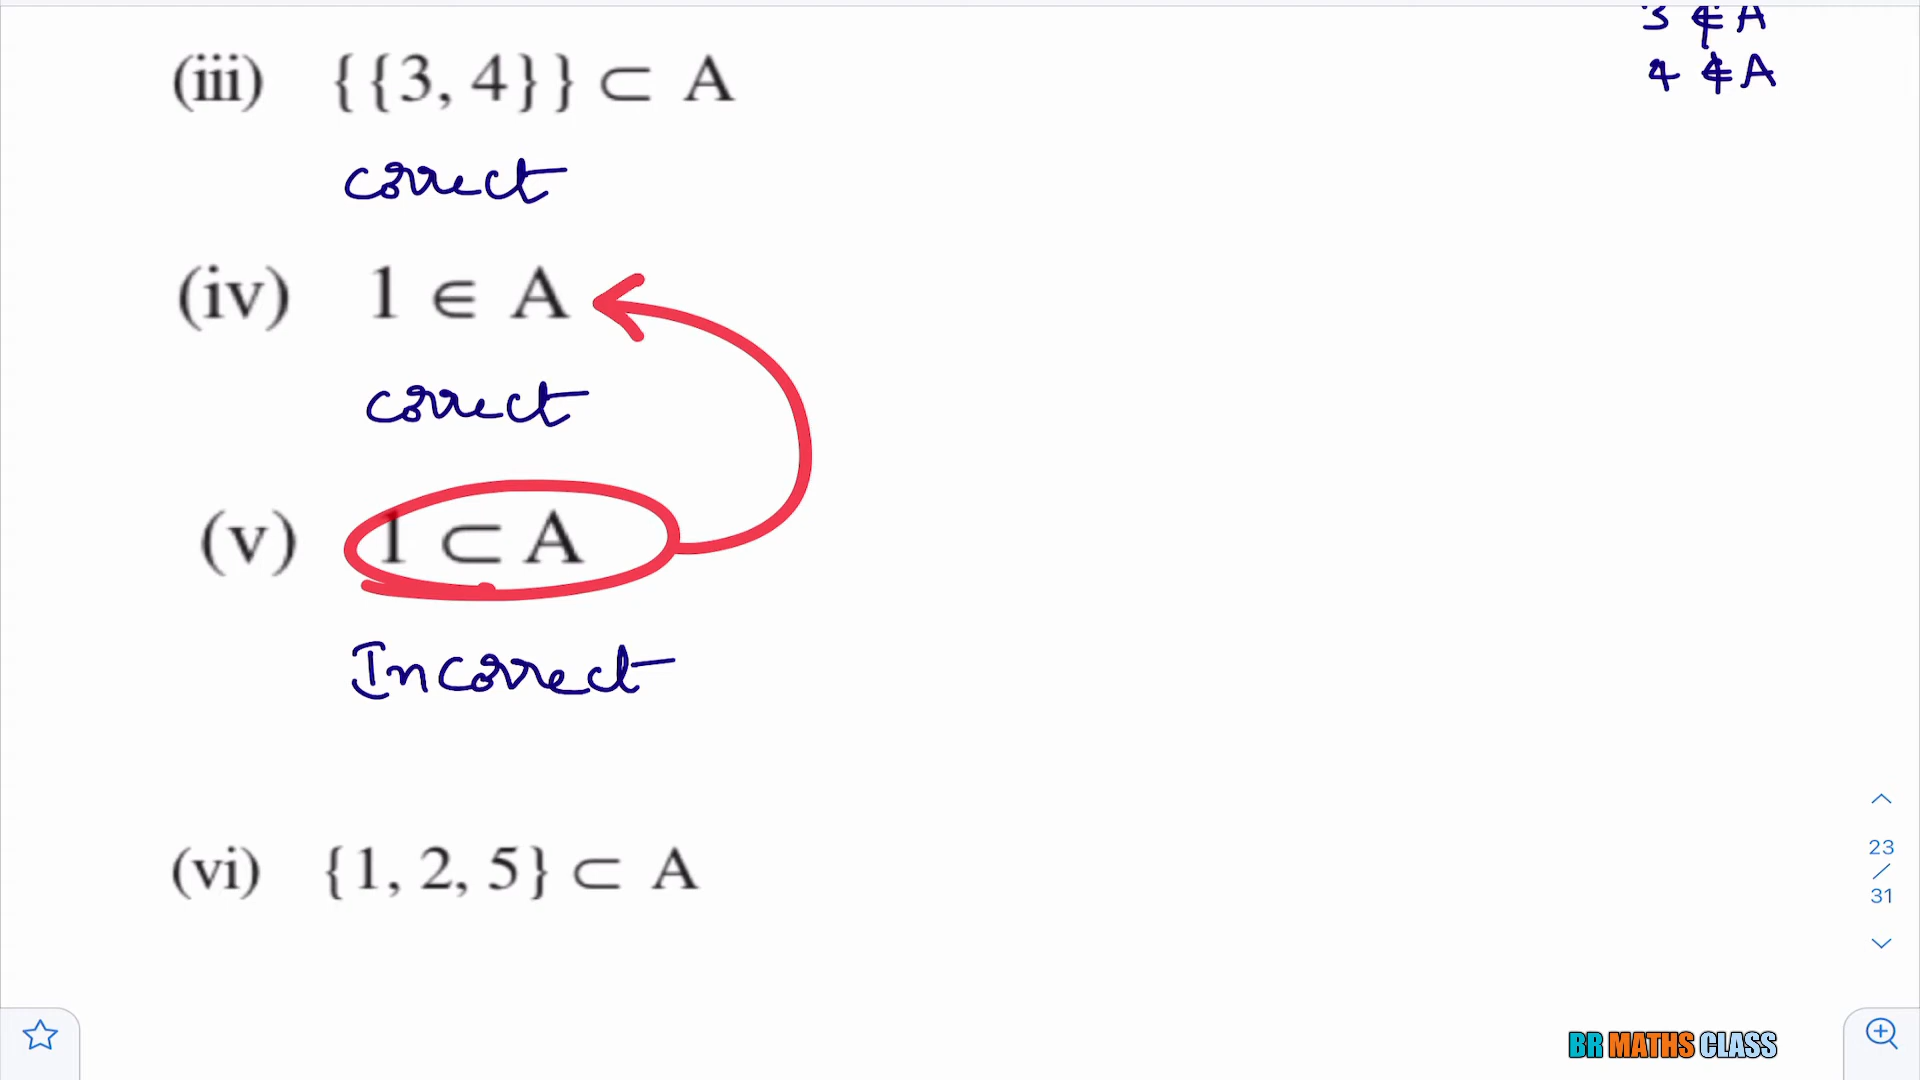 3 ∉ A
4 ∉ A
(iii) {{3, 4}} ⊂ A
correct
(iv) 1 ∈ A
correct
(v) 1 ⊂ A
Incorrect
(vi) {1, 2, 5} ⊂ A
23
/
31
BR MATHS CLASS